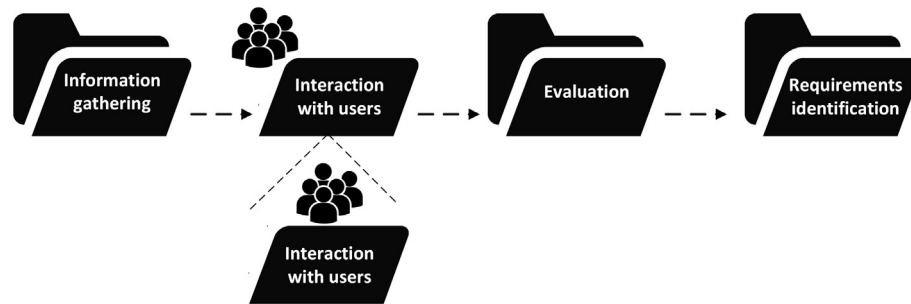 Information
gathering
Interaction
with users
Evaluation
Requirements
identification
Interaction
with users